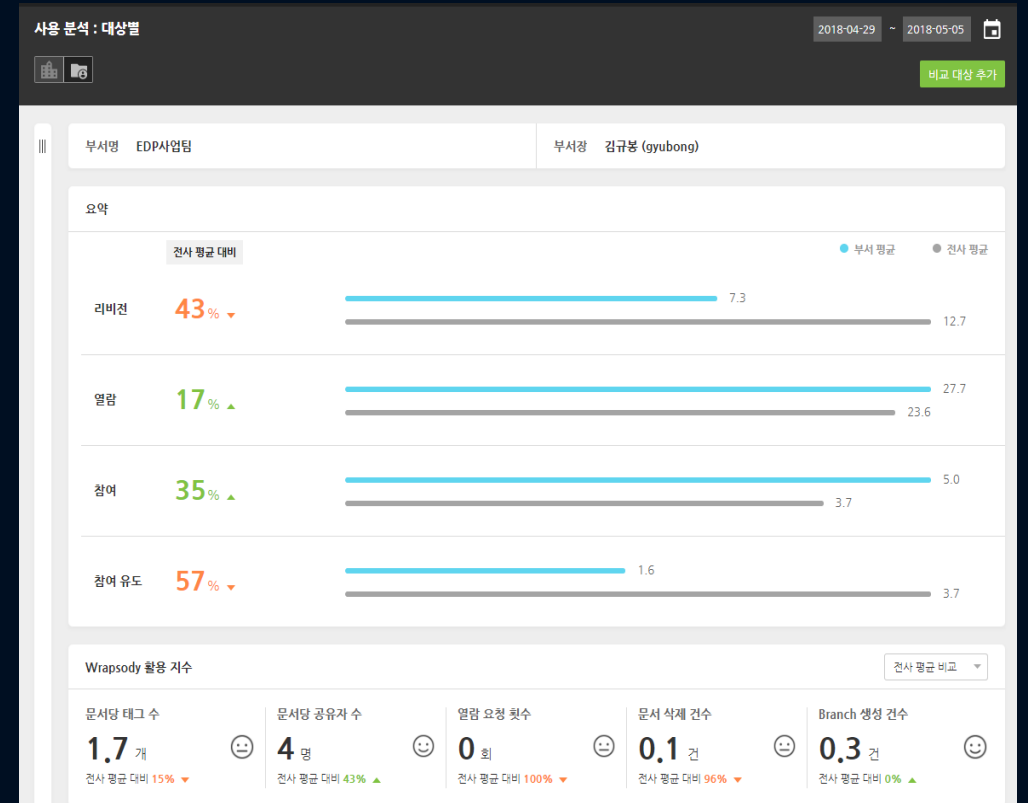 사용 분석 : 대상별
2018-04-29 ~ 2018-05-05
비교 대상 추가
부서명 EDP사업팀 부서장 김규봉 (gyubong)
요약
전사 평균 대비 부서 평균 전사 평균
리비전 43% 7.3
12.7
열람 17% 27.7
23.6
참여 35% 5.0
3.7
참여 유도 57% 1.6
3.7
Wrapsody 활용 지수 전사 평균 비교
문서당 태그 수 문서당 공유자 수 열람 요청 횟수 문서 삭제 건수 Branch 생성 건수
1.7 개 4 명 0 회 0.1 건 0.3 건
전사 평균 대비 15% 전사 평균 대비 43% 전사 평균 대비 100% 전사 평균 대비 96% 전사 평균 대비 0%